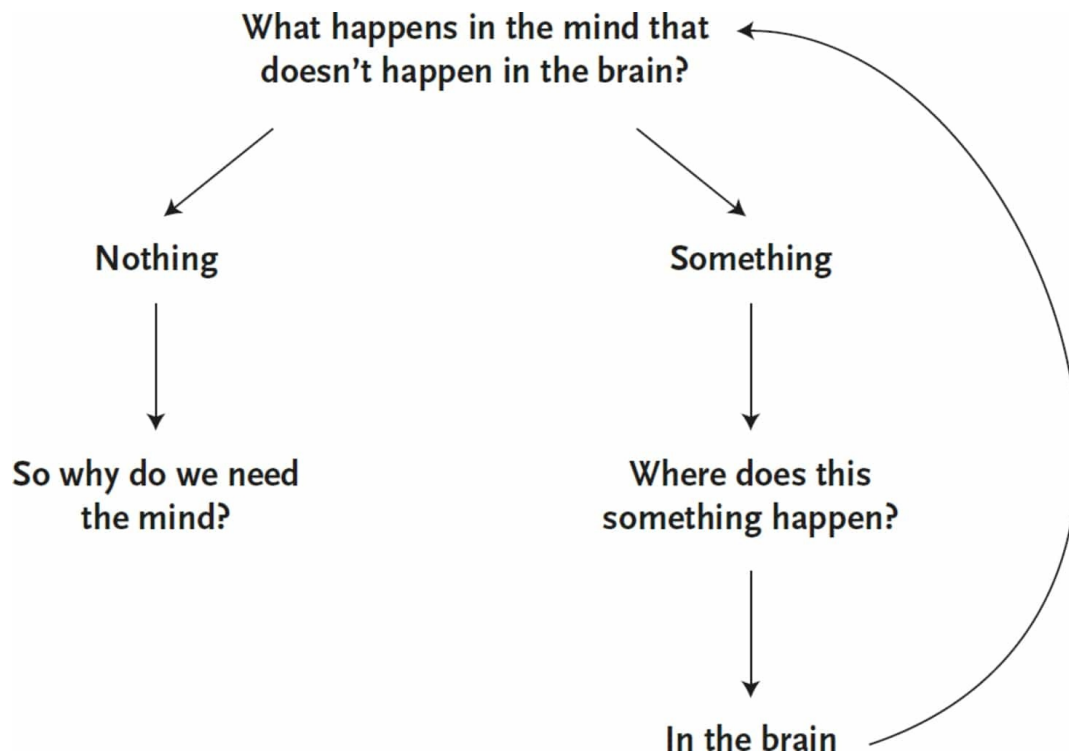 What happens in the mind that
doesn't happen in the brain?
Nothing
Something
So why do we need
the mind?
Where does this
something happen?
In the brain